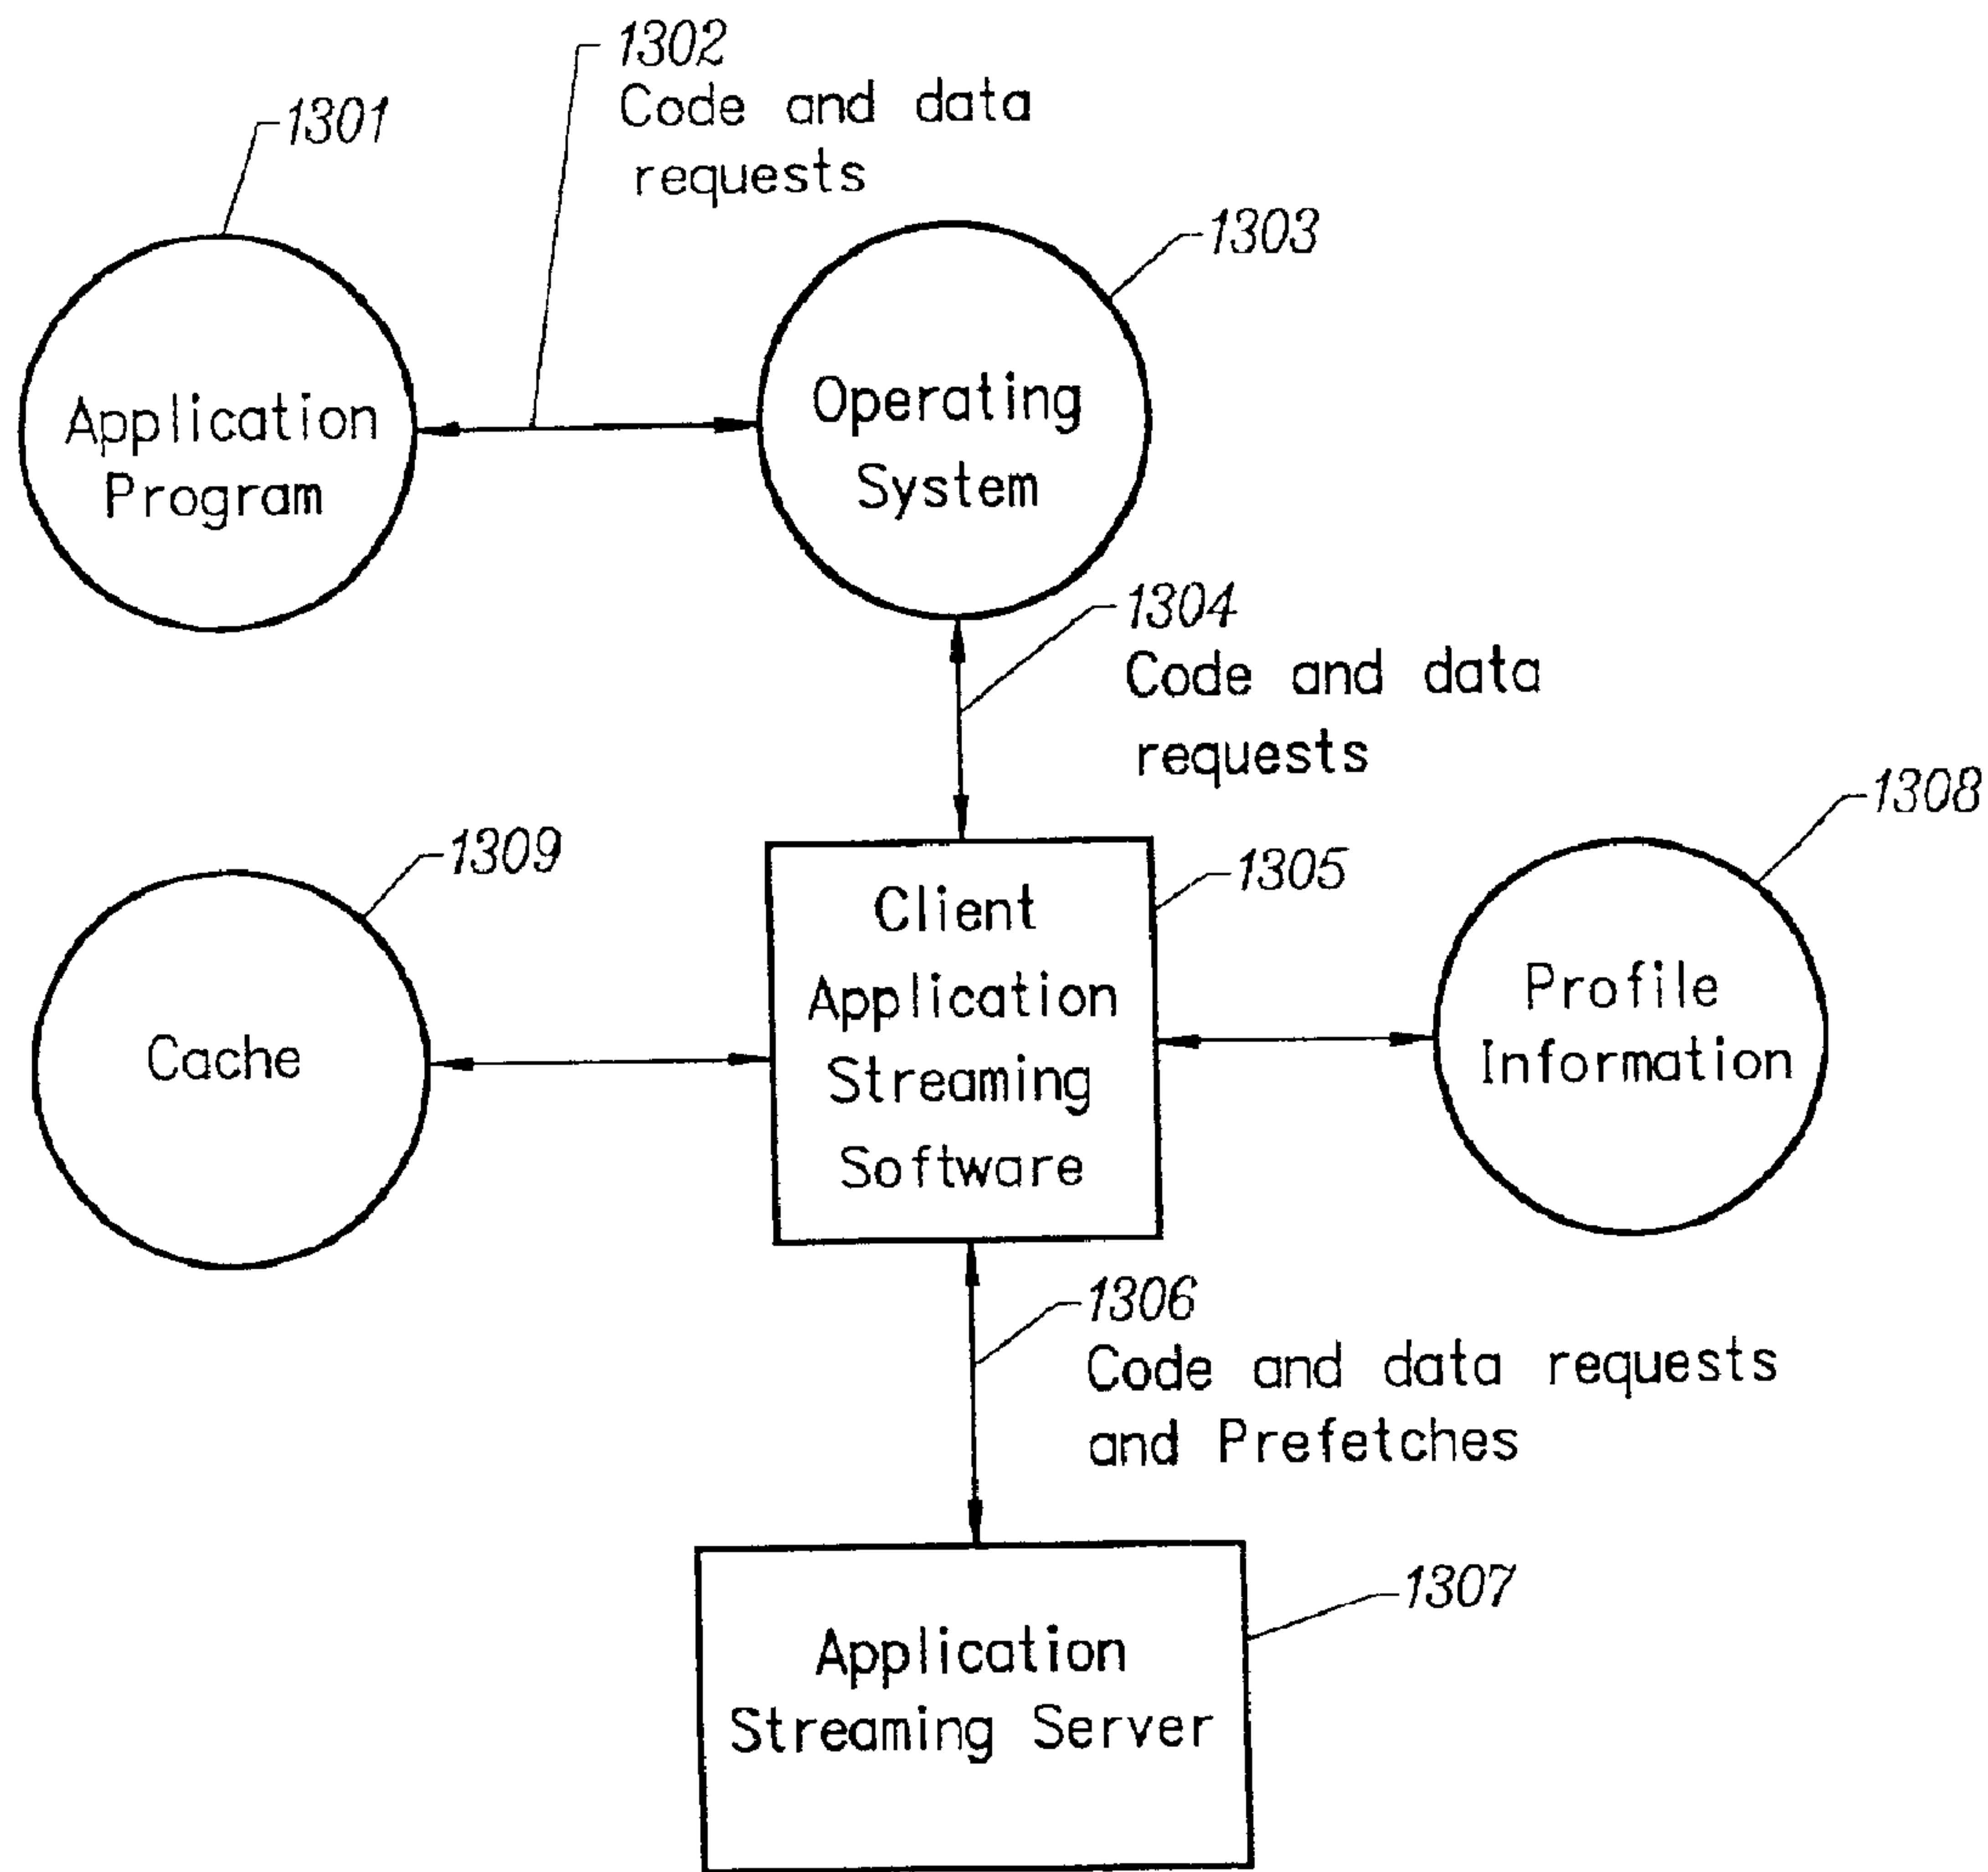 1302
Code and data
requests
1301
1303
Application
Program
Operating
System
1304
Code and data
requests
1308
1309
1305
Client
Application
Streaming
Software
Cache
Profile
Information
1306
Code and data requests
and Prefetches
1307
Application
Streaming Server